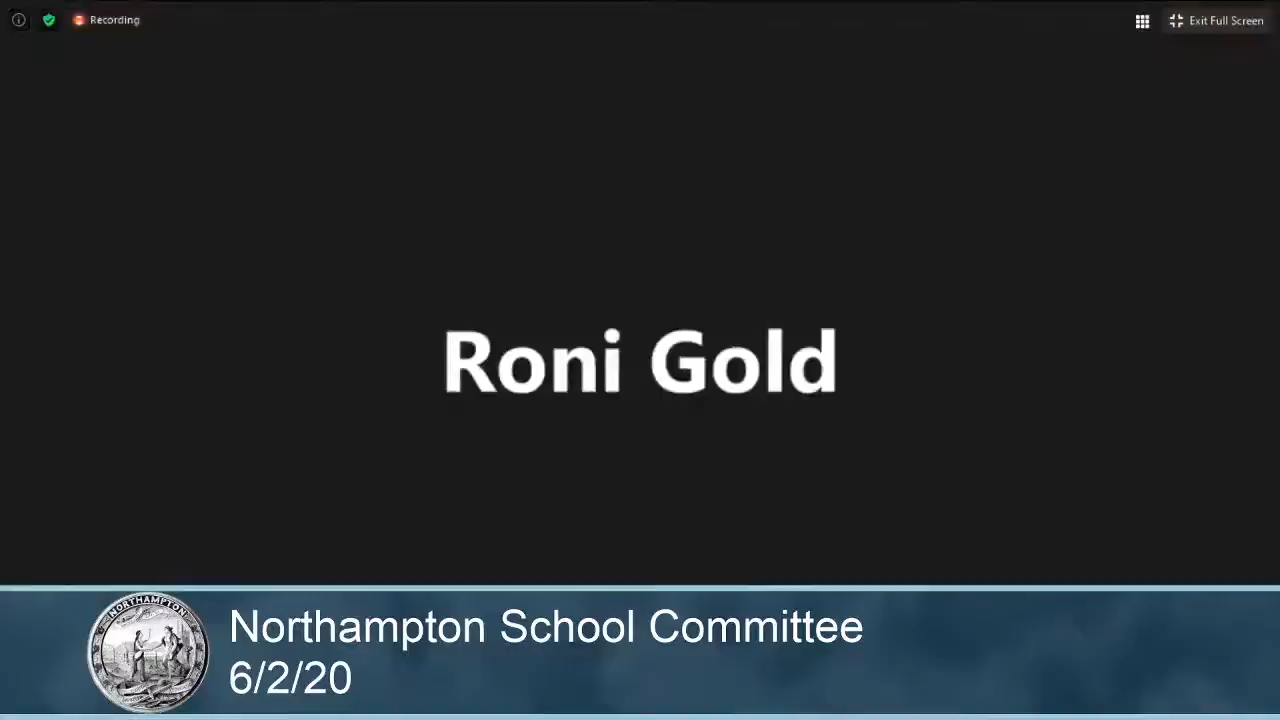 Recording
Exit Full Screen
Roni Gold
NORTHAMPTON
Northampton School Committee
6/2/20